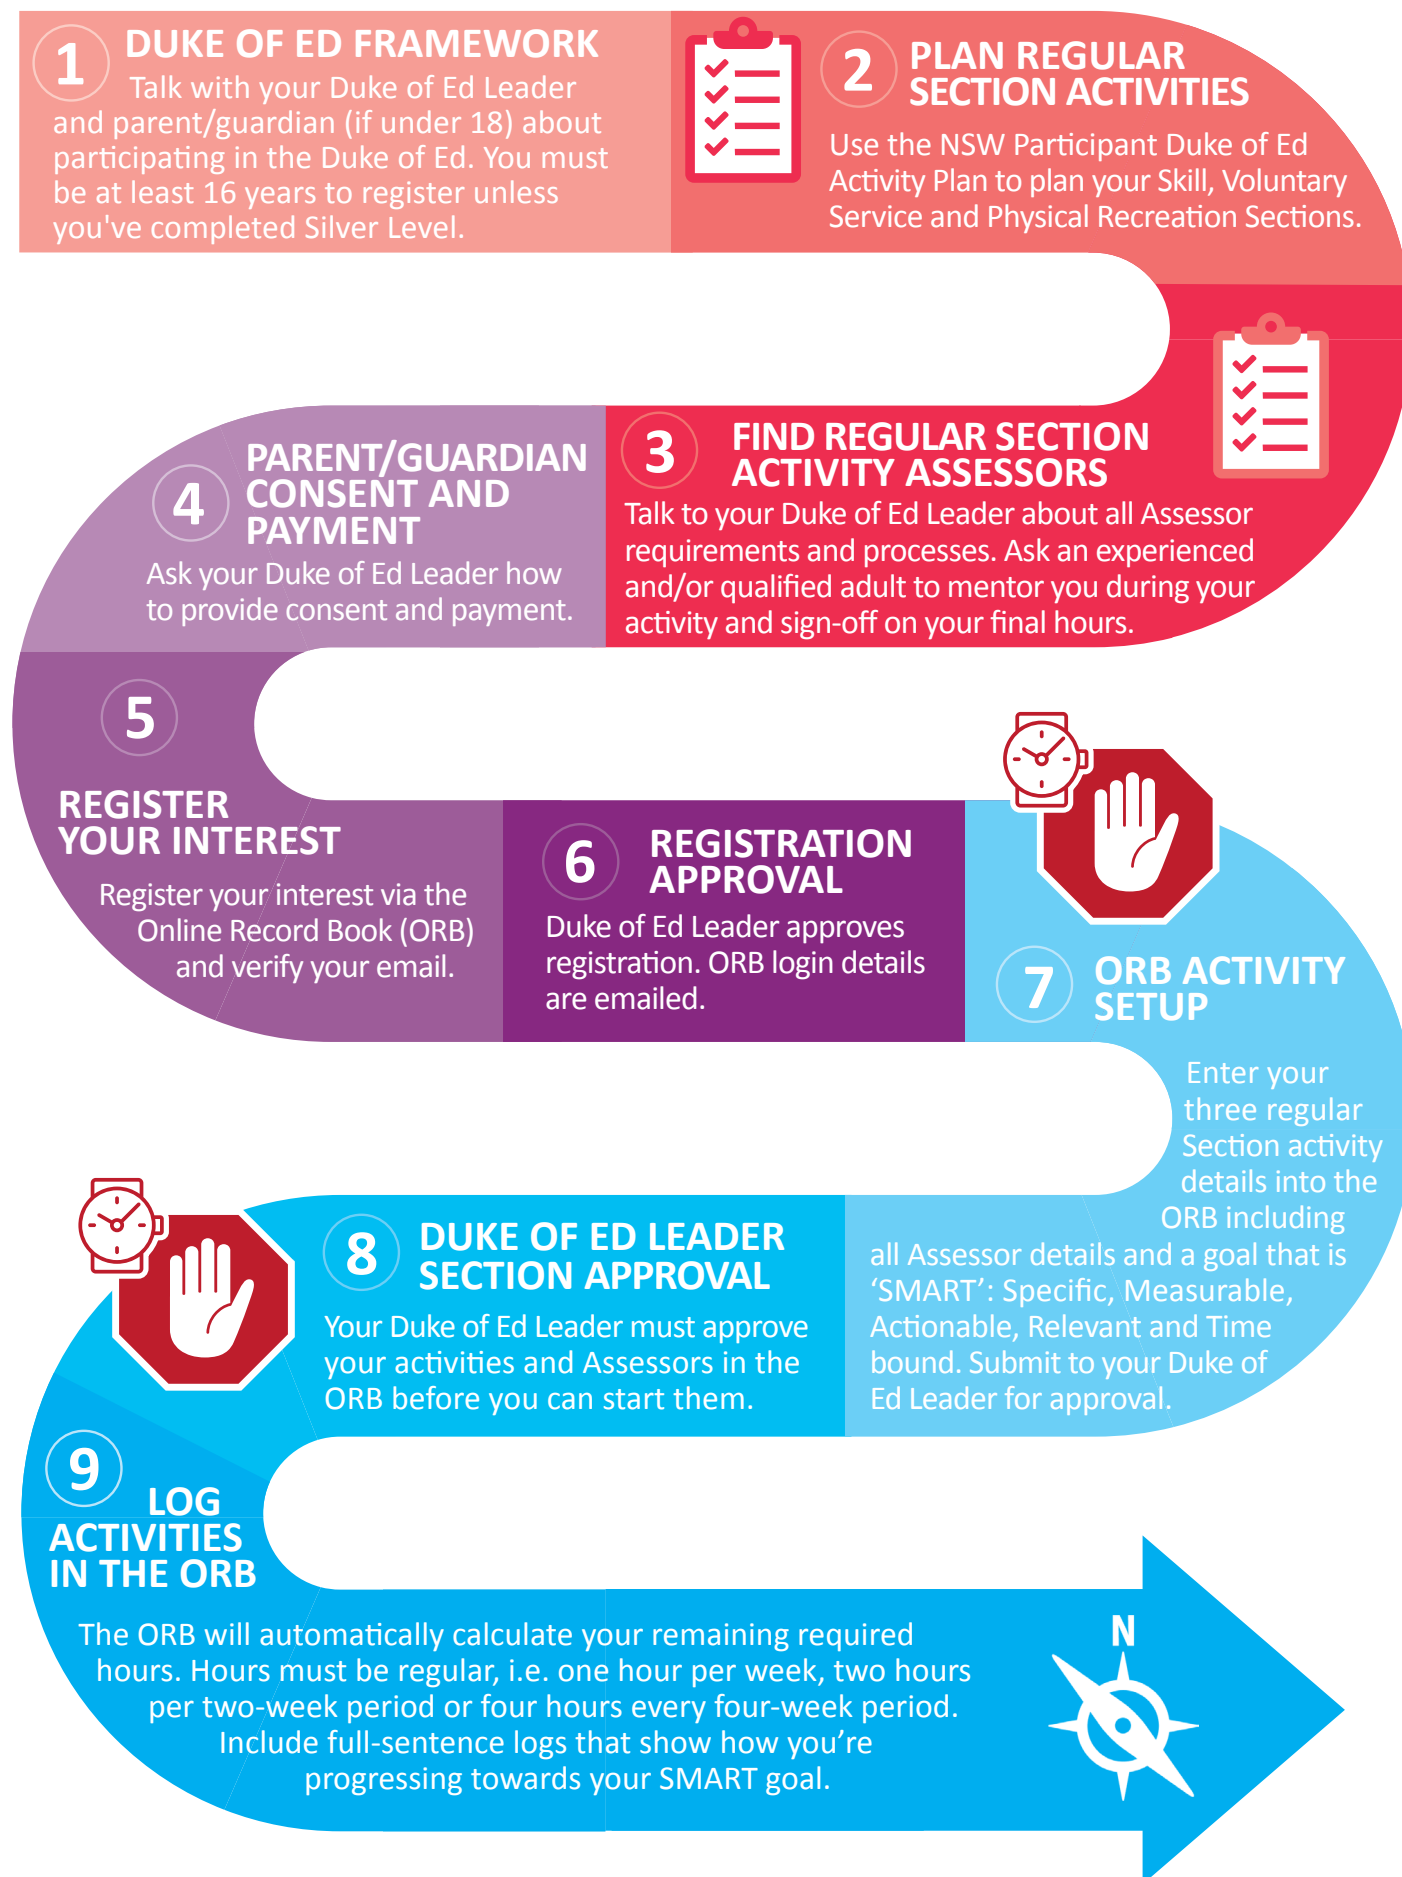 1
DUKE OF ED FRAMEWORK
Talk with your Duke of Ed Leader
and parent/guardian (if under 18) about
participating in the Duke of Ed. You must
be at least 16 years to register unless
you've completed Silver Level.
2
PLAN REGULAR
SECTION ACTIVITIES
Use the NSW Participant Duke of Ed
Activity Plan to plan your Skill, Voluntary
Service and Physical Recreation Sections.
3
FIND REGULAR SECTION
ACTIVITY ASSESSORS
Talk to your Duke of Ed Leader about all Assessor
requirements and processes. Ask an experienced
and/or qualified adult to mentor you during your
activity and sign-off on your final hours.
4
PARENT/GUARDIAN
CONSENT AND
PAYMENT
Ask your Duke of Ed Leader how
to provide consent and payment.
5
REGISTER
YOUR INTEREST
Register your interest via the
Online Record Book (ORB)
and verify your email.
6
REGISTRATION
APPROVAL
Duke of Ed Leader approves
registration. ORB login details
are emailed.
7
ORB ACTIVITY
SETUP
Enter your
three regular
Section activity
details into the
ORB including
all Assessor details and a goal that is
‘SMART’: Specific, Measurable,
Actionable, Relevant and Time
bound. Submit to your Duke of
Ed Leader for approval.
8
DUKE OF ED LEADER
SECTION APPROVAL
Your Duke of Ed Leader must approve
your activities and Assessors in the
ORB before you can start them.
9
LOG
ACTIVITIES
IN THE ORB
The ORB will automatically calculate your remaining required
hours. Hours must be regular, i.e. one hour per week, two hours
per two-week period or four hours every four-week period.
Include full-sentence logs that show how you’re
progressing towards your SMART goal.
N